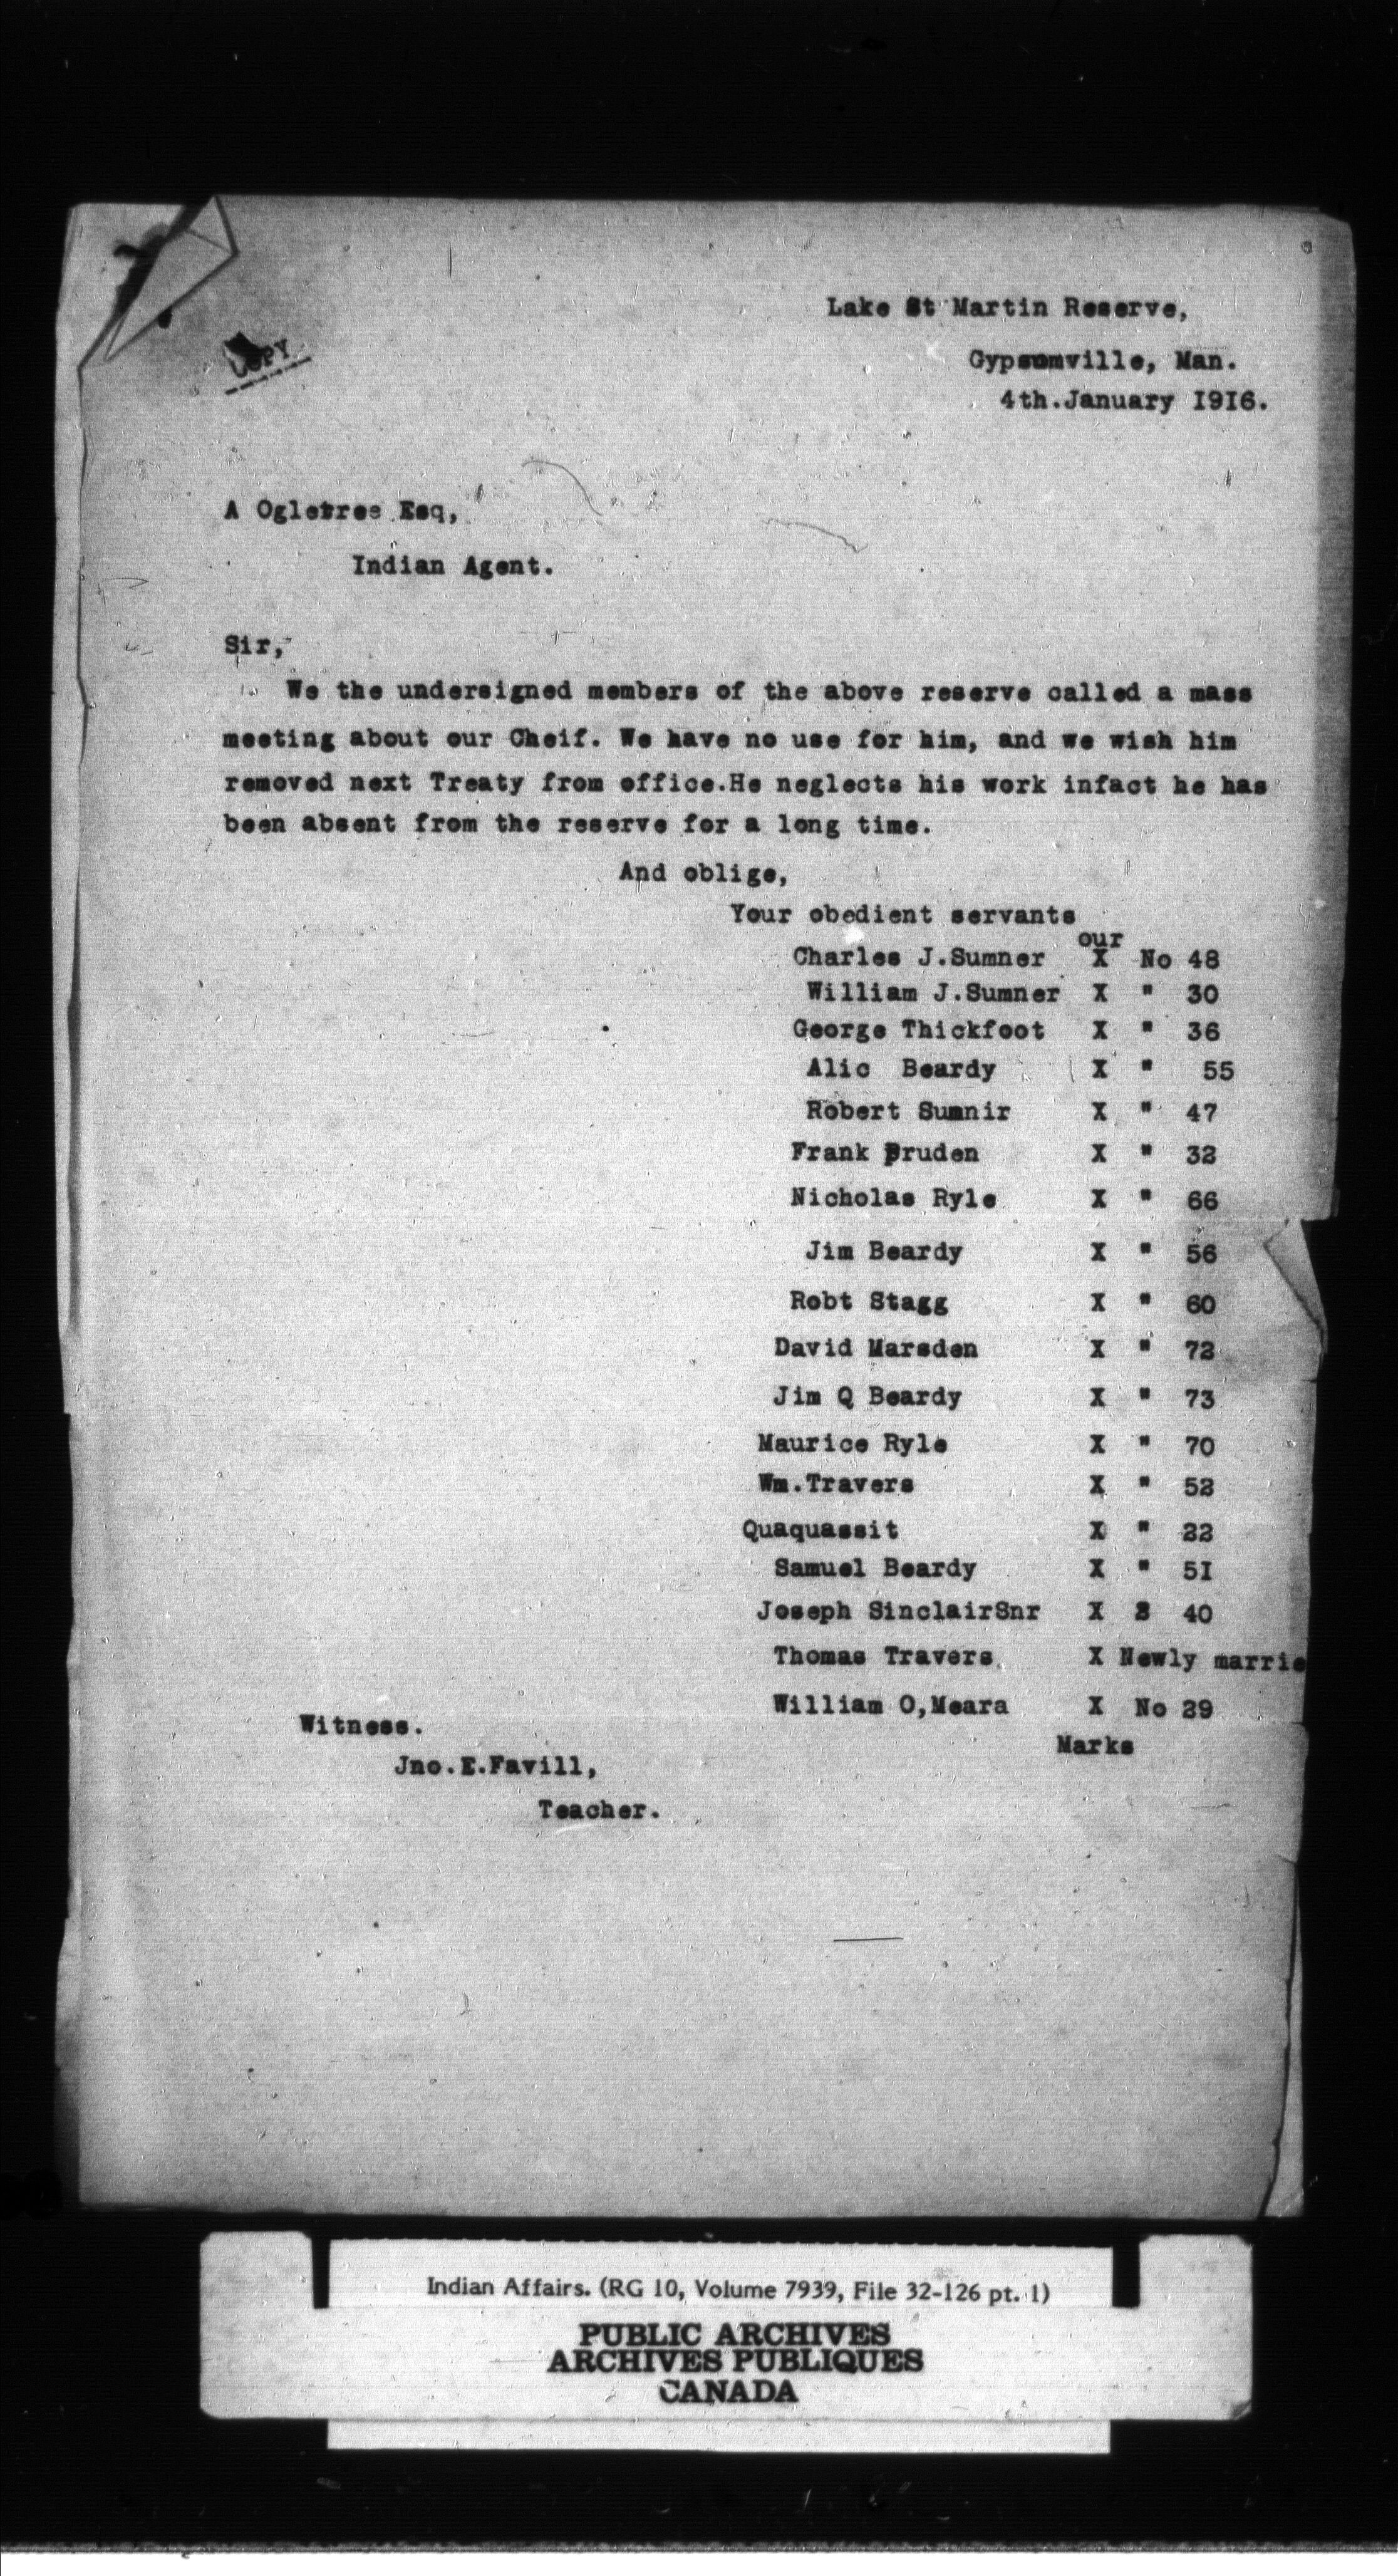 COPY
Lake St Martin Reserve,
Gypsumville, Man.
4th.January I9I6.
A Ogletree Esq,
Indian Agent.
Sir,
We the undersigned members of the above reserve called a mass
meeting about our Cheif. We have no use for him, and we wish him
removed next Treaty from office.He neglects his work infact he has
been absent from the reserve for a long time.
And oblige,
Your obedient servants
our
Charles J.Sumner X No 48
William J.Sumner X " 30
George Thickfoot X " 36
Alic Beardy X " 55
Robert Sumnir X " 47
Frank Pruden X " 32
Nicholas Ryle X " 66
Jim Beardy X " 56
Robt Stagg X " 60
David Marsden X " 72
Jim Q Beardy X " 73
Maurice Ryle X " 70
Wm.Travers X " 52
Quaquassit X " 22
Samuel Beardy X " 5I
Joseph SinclairSnr X 2 40
Thomas Travers X Newly marrie
William O,Meara X No 29
Marks
Witness.
Jno.E.Favill,
Teacher.
Indian Affairs. (RG 10, Volume 7939, File 32-126 pt. 1)
PUBLIC ARCHIVES
ARCHIVES PUBLIQUES
CANADA